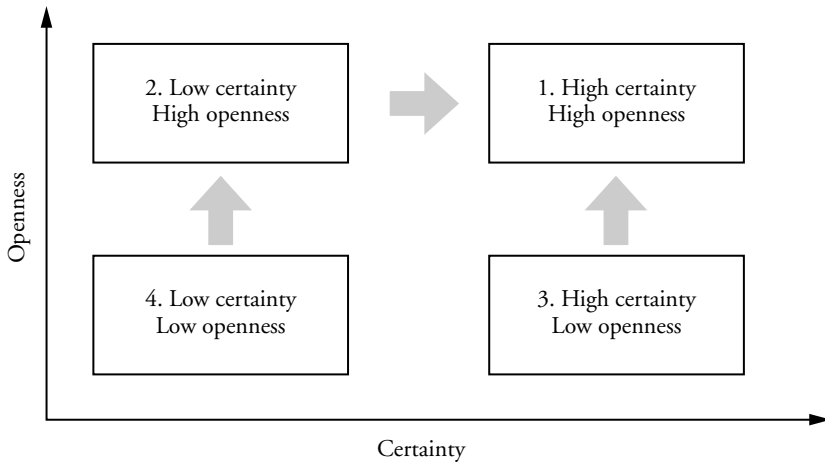 2. Low certainty
High openness
1. High certainty
High openness
Openness
4. Low certainty
Low openness
3. High certainty
Low openness
Certainty